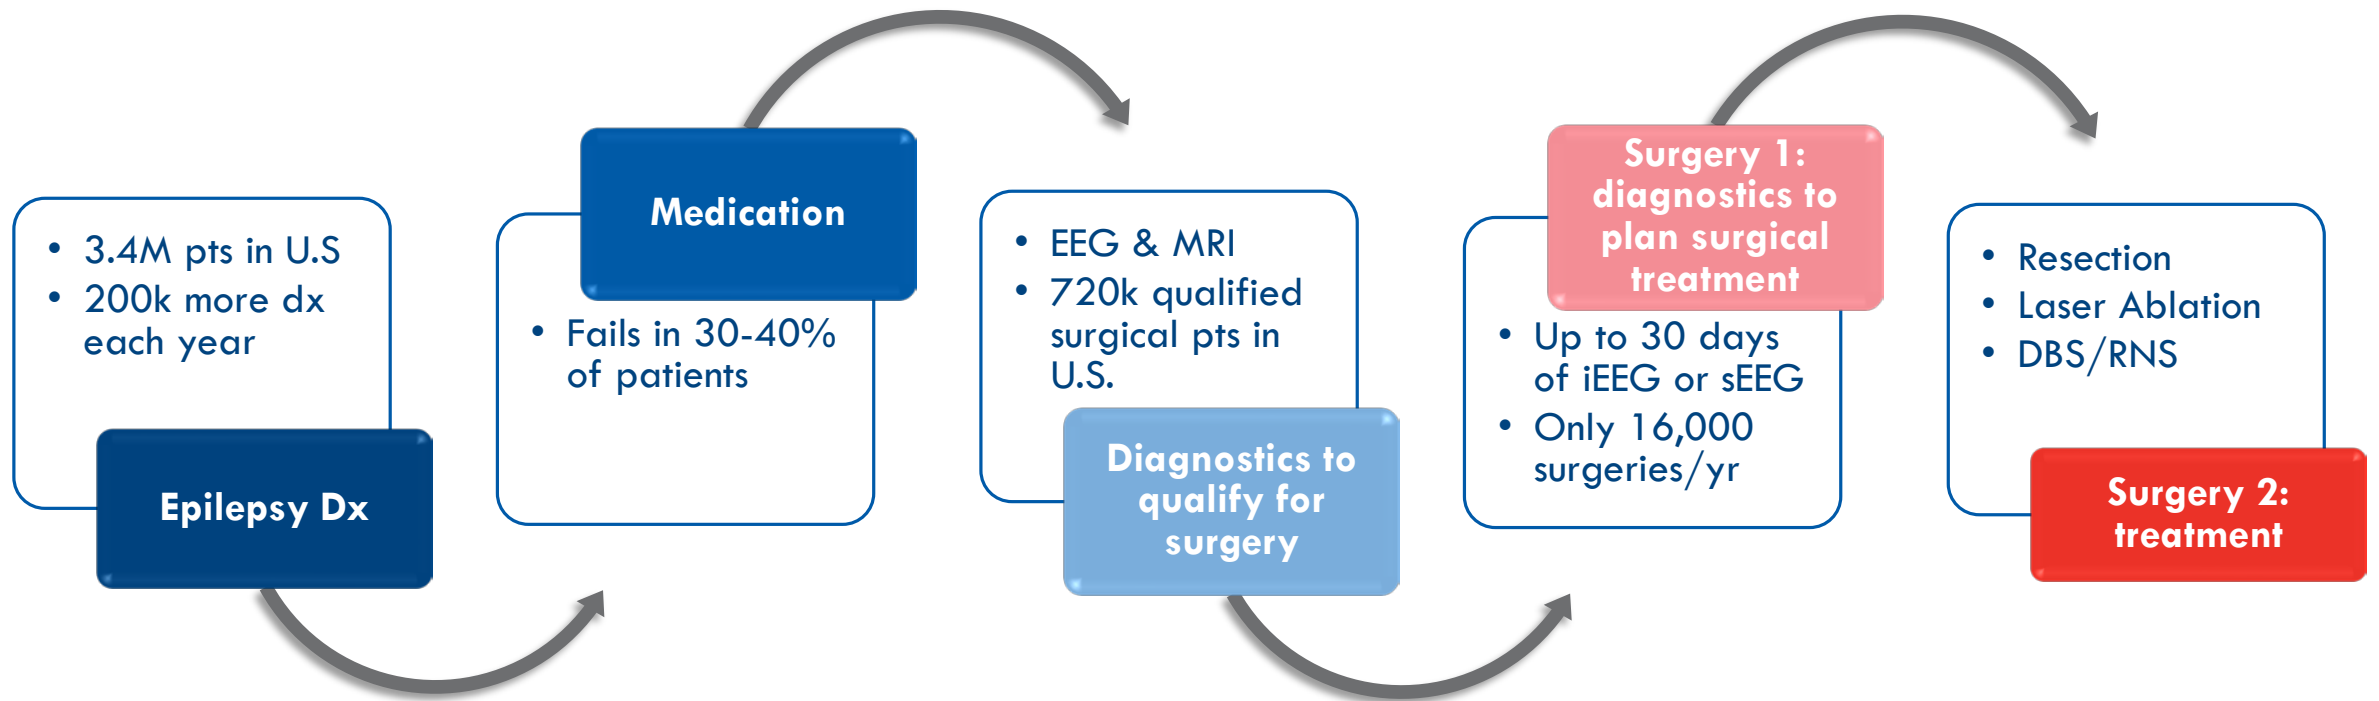 • 3.4M pts in U.S
• 200k more dx
each year
Epilepsy Dx
Medication
• Fails in 30-40%
of patients
• EEG & MRI
• 720k qualified
surgical pts in
U.S.
Diagnostics to
qualify for
surgery
Surgery 1:
diagnostics to
plan surgical
treatment
• Up to 30 days
of iEEG or sEEG
• Only 16,000
surgeries/yr
• Resection
• Laser Ablation
• DBS/RNS
Surgery 2:
treatment